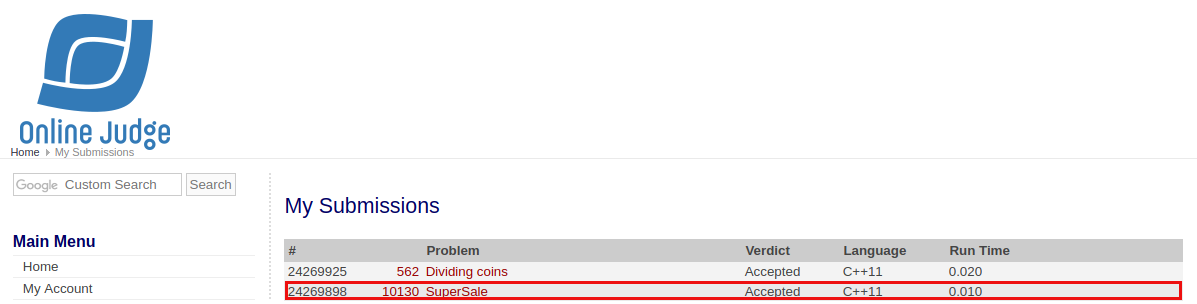 Online Judge
Home My Submissions
Google Custom Search Search
My Submissions
Main Menu
# Problem Verdict Language Run Time
Home
24269925 562 Dividing coins Accepted C++11 0.020
My Account
24269898 10130 SuperSale Accepted C++11 0.010